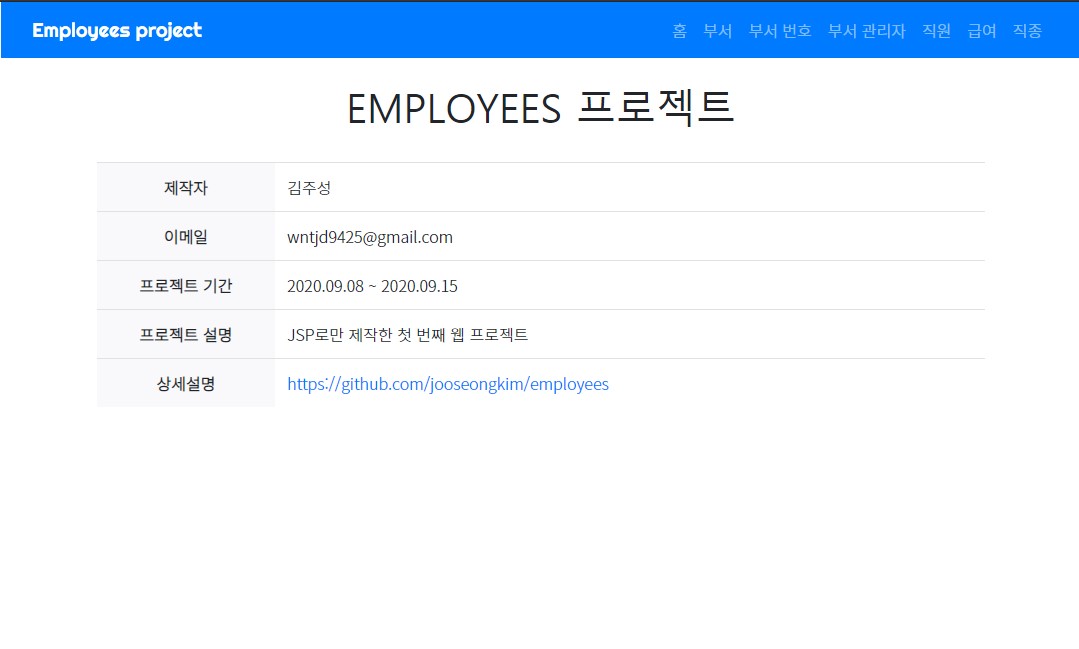 Employees project 홈 부서 부서 번호 부서 관리자 직원 급여 직종
EMPLOYEES 프로젝트
제작자 김주성
이메일 wntjd9425@gmail.com
프로젝트 기간 2020.09.08 ~ 2020.09.15
프로젝트 설명 JSP로만 제작한 첫 번째 웹 프로젝트
상세설명 https://github.com/jooseongkim/employees